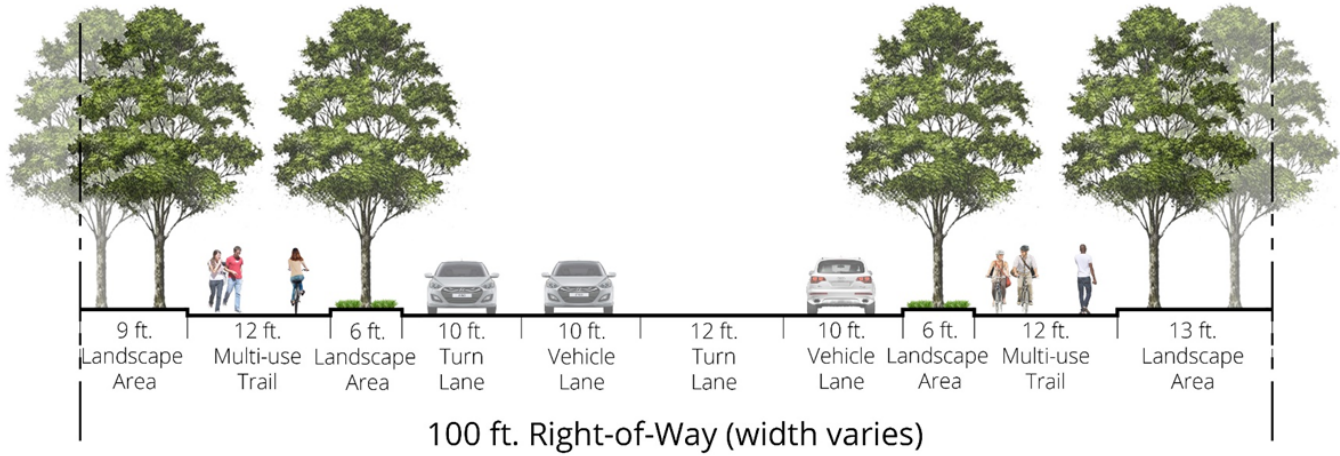 9 ft.
Landscape
Area
12 ft.
Multi-use
Trail
6 ft.
Landscape
Area
10 ft.
Turn
Lane
10 ft.
Vehicle
Lane
12 ft.
Turn
Lane
10 ft.
Vehicle
Lane
6 ft.
Landscape
Area
12 ft.
Multi-use
Trail
13 ft.
Landscape
Area
100 ft. Right-of-Way (width varies)